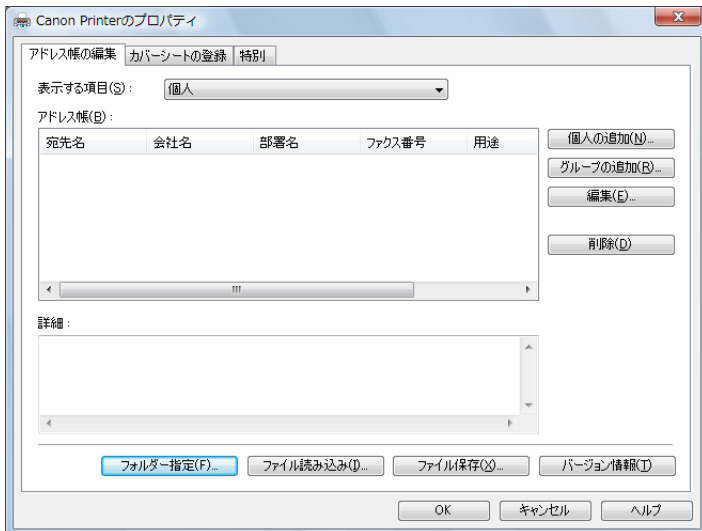 Canon Printerのプロパティ
アドレス帳の編集 カバーシートの登録 特別
表示する項目(S): 個人
アドレス帳(B):
宛先名 会社名 部署名 ファクス番号 用途
個人の追加(N)...
グループの追加(R)...
編集(E)...
削除(D)
詳細:
フォルダー指定(F)... ファイル読み込み(I)... ファイル保存(X)... バージョン情報(T)
OK キャンセル ヘルプ